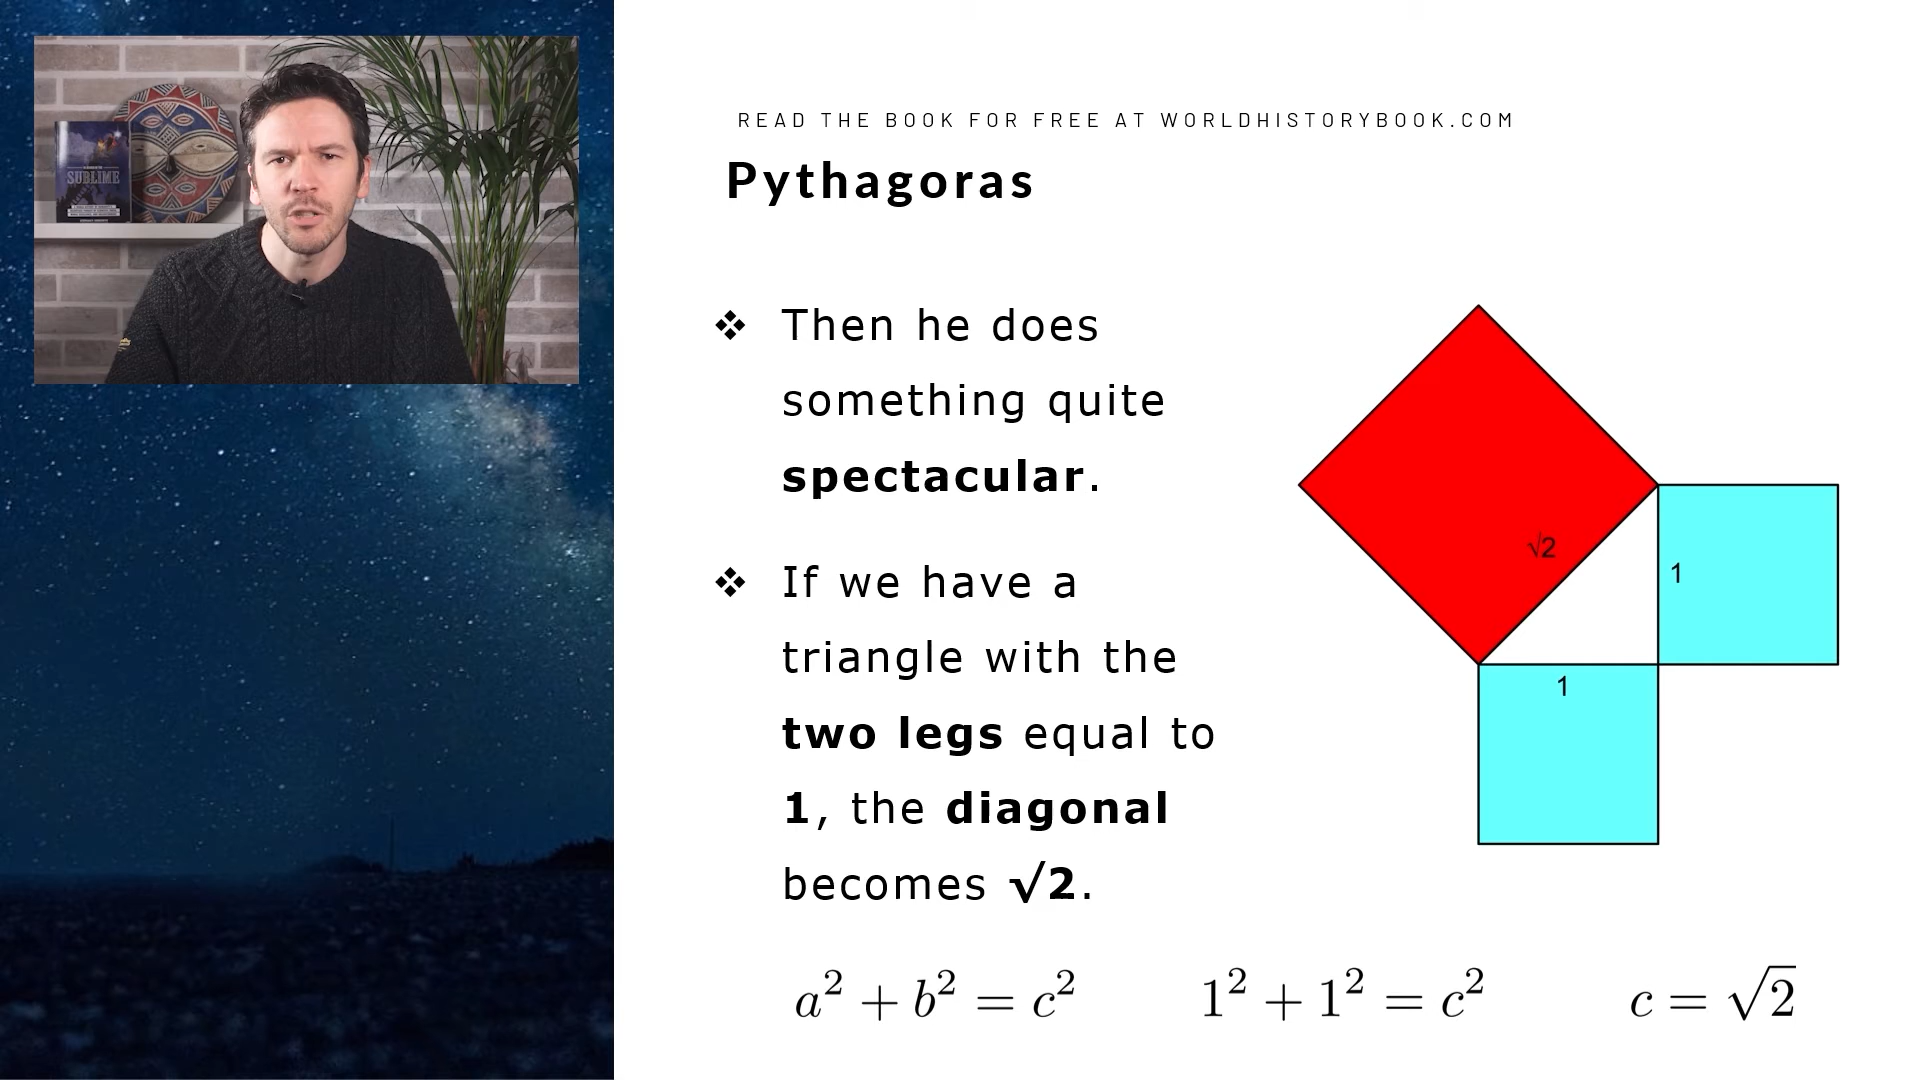 SUBLIME
READ THE BOOK FOR FREE AT WORLDHISTORYBOOK.COM
Pythagoras
❖ Then he does
something quite
spectacular.
❖ If we have a
triangle with the
two legs equal to
1, the diagonal
becomes √2.
√2
1
1
a² + b² = c²
1² + 1² = c²
c = √2